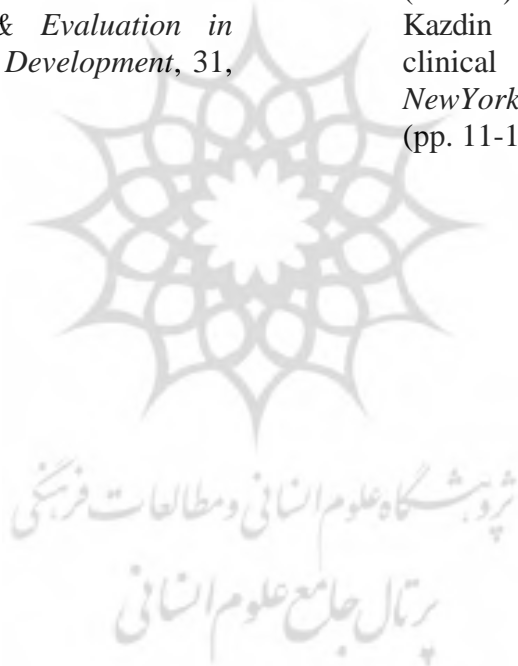 & Evaluation in
Development, 31,
Kazdin
clinical
NewYork
(pp. 11-1
پژوهشگاه علوم انسانی و مطالعات فرهنگی
پرتال جامع علوم انسانی